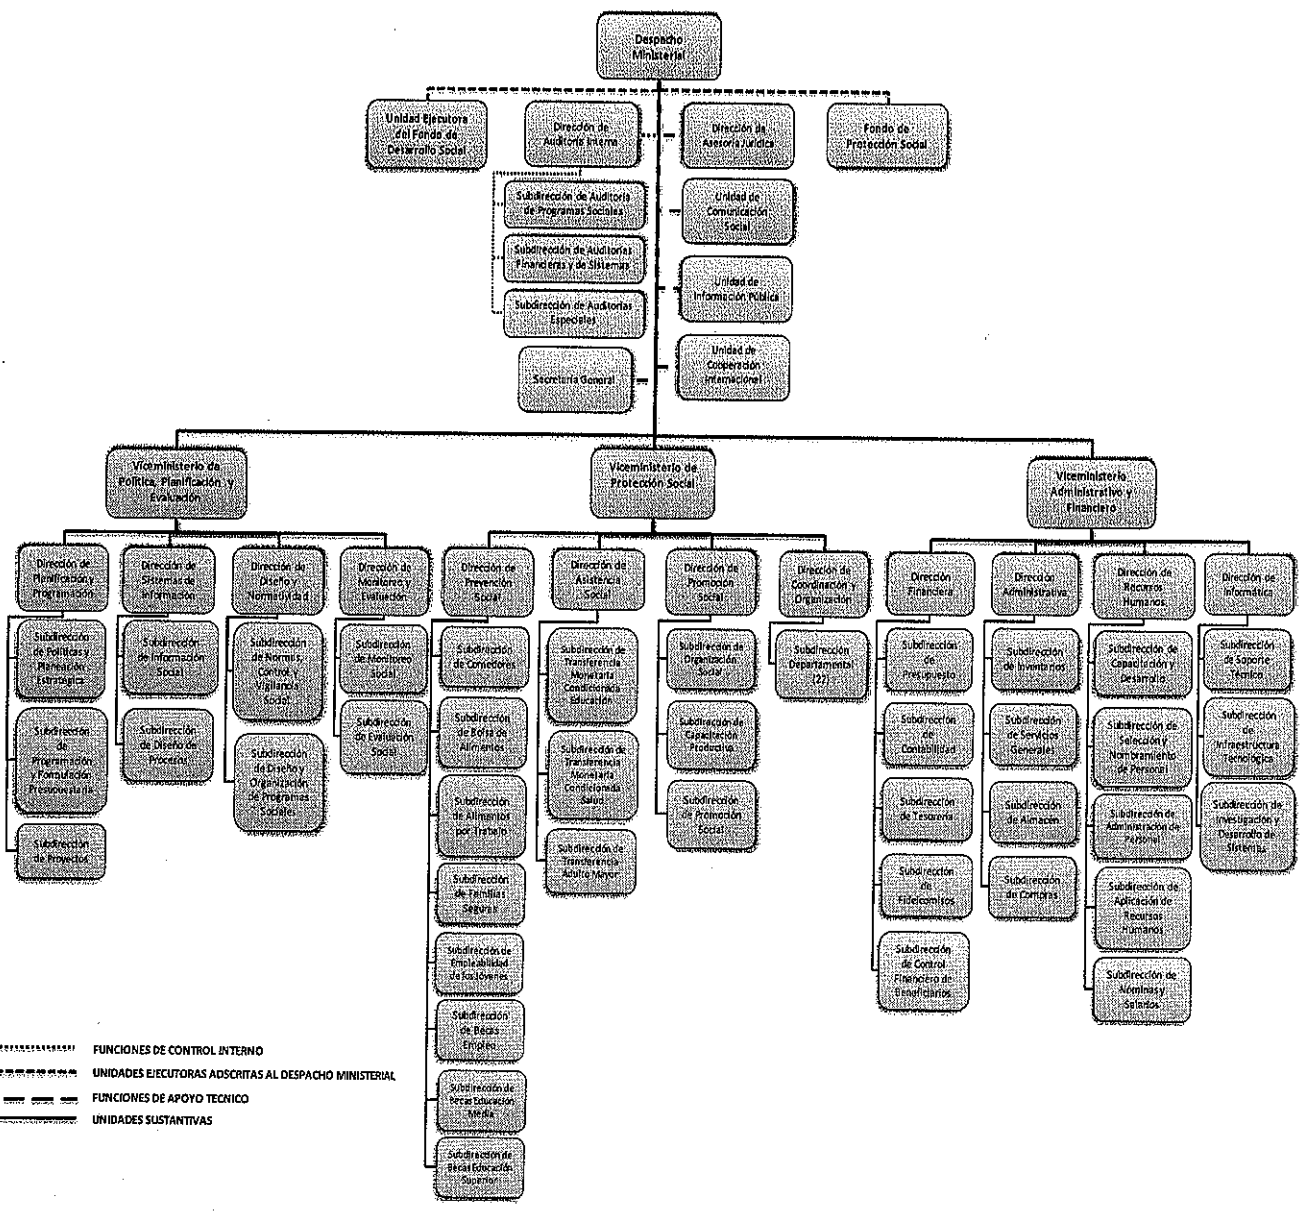 Despacho
Ministerial
Unidad Ejecutora
del Fondo de
Desarrollo Social
Dirección de
Auditoría Interna
Dirección de
Asesoría Jurídica
Fondo de
Protección Social
Subdirección de Auditoría
de Programas Sociales
Unidad de
Comunicación
Social
Subdirección de Auditorías
Financieras y de Sistemas
Unidad de
Información Pública
Subdirección de Auditorías
Especiales
Secretaría General
Unidad de
Cooperación
Internacional
Viceministerio de
Política, Planificación y
Evaluación
Viceministerio de
Protección Social
Viceministerio
Administrativo y
Financiero
Dirección de
Planificación y
Programación
Dirección de
Sistemas de
Información
Dirección de
Diseño y
Normatividad
Dirección de
Monitoreo y
Evaluación
Dirección de
Prevención
Social
Dirección de
Asistencia
Social
Dirección de
Promoción
Social
Dirección de
Coordinación y
Organización
Dirección
Financiera
Dirección
Administrativa
Dirección de
Recursos
Humanos
Dirección de
Informática
Subdirección
de Políticas y
Planeación
Estratégica
Subdirección
de
Programación
y Formulación
Presupuestaria
Subdirección
de Proyectos
Subdirección
de Información
Social
Subdirección
de Diseño de
Procesos
Subdirección
de Normas,
Control y
Vigilancia
Social
Subdirección
de Diseño y
Organización
de Programas
Sociales
Subdirección
de Monitoreo
Social
Subdirección
de Evaluación
Social
Subdirección
de Comedores
Subdirección
de Bolsa de
Alimentos
Subdirección
de Alimentos
por Trabajo
Subdirección
de Familias
Seguras
Subdirección de
Empleabilidad
de los Jóvenes
Subdirección
de Becas
Empleo
Subdirección de
Becas Educación
Media
Subdirección de
Becas Educación
Superior
Subdirección de
Transferencia
Monetaria
Condicionada
Educación
Subdirección de
Transferencia
Monetaria
Condicionada
Salud
Subdirección de
Transferencia
Adulto Mayor
Subdirección de
Organización
Social
Subdirección de
Capacitación
Productiva
Subdirección
de Promoción
Social
Subdirección
Departamental
(22)
Subdirección
de
Presupuesto
Subdirección
de
Contabilidad
Subdirección
de Tesorería
Subdirección
de
Fideicomisos
Subdirección
de Control
Financiero de
Beneficiarios
Subdirección
de Inventarios
Subdirección
de Servicios
Generales
Subdirección
de Almacén
Subdirección
de Compras
Subdirección de
Capacitación y
Desarrollo
Subdirección de
Selección y
Nombramiento
de Personal
Subdirección de
Administración de
Personal
Subdirección de
Aplicación de
Recursos
Humanos
Subdirección de
Nóminas y
Salarios
Subdirección
de Soporte
Técnico
Subdirección
de
Infraestructura
Tecnológica
Subdirección de
Investigación y
Desarrollo de
Sistemas
FUNCIONES DE CONTROL INTERNO
UNIDADES EJECUTORAS ADSCRITAS AL DESPACHO MINISTERIAL
FUNCIONES DE APOYO TECNICO
UNIDADES SUSTANTIVAS